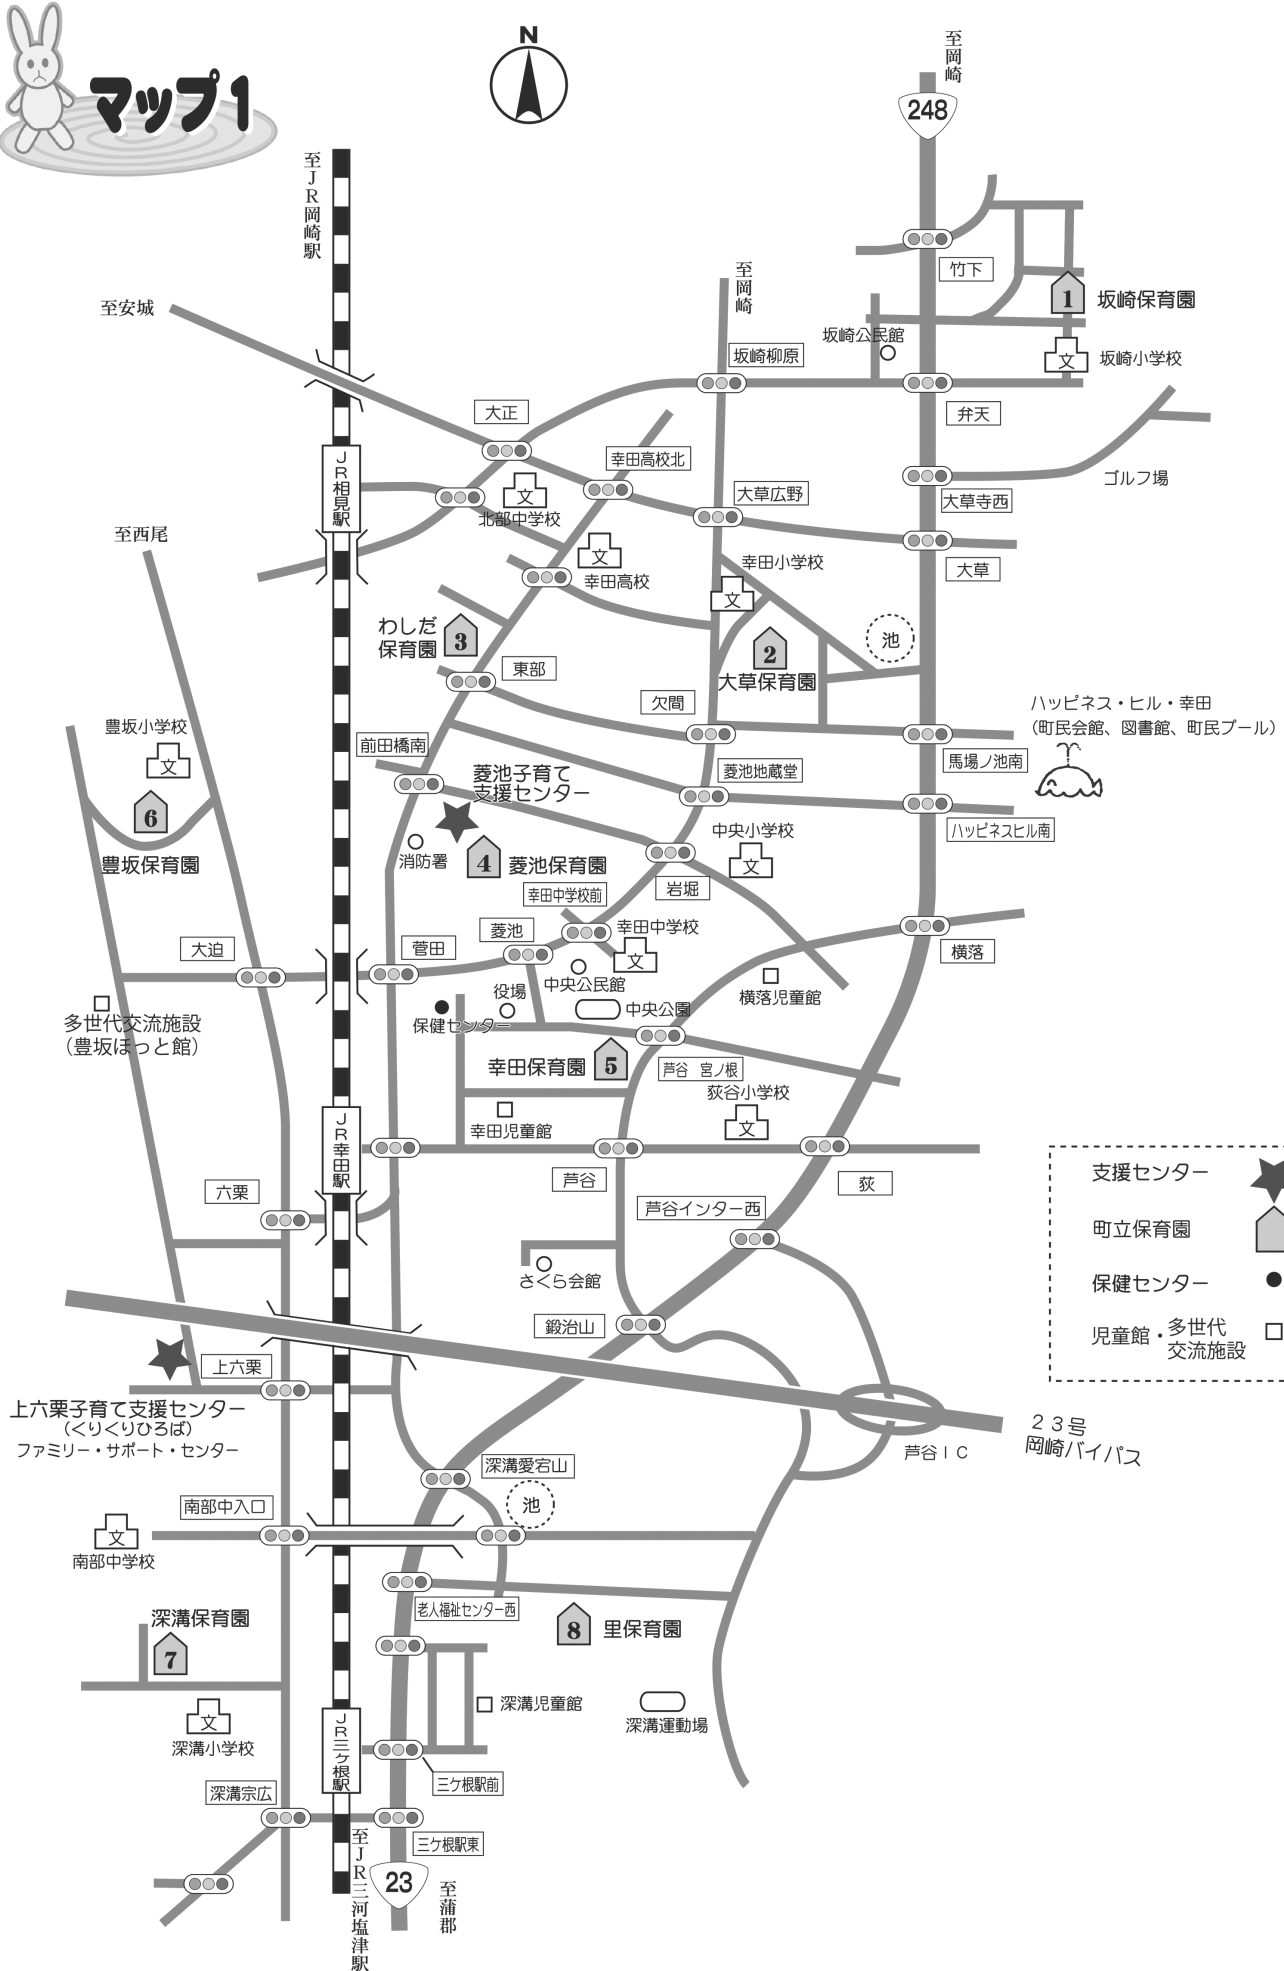 マップ1
N
至岡崎
248
至JR岡崎駅
竹下
至岡崎
1
坂崎保育園
至安城
坂崎公民館
坂崎柳原
文
坂崎小学校
大正
弁天
幸田高校北
JR相見駅
ゴルフ場
大草広野
大草寺西
文
北部中学校
至西尾
文
幸田高校
幸田小学校
文
大草
わしだ
保育園
3
池
2
大草保育園
東部
欠間
ハッピネス・ヒル・幸田
（町民会館、図書館、町民プール）
豊坂小学校
文
前田橋南
馬場ノ池南
菱池子育て
支援センター
菱池地蔵堂
6
豊坂保育園
ハッピネスヒル南
中央小学校
文
消防署
4
菱池保育園
岩堀
幸田中学校前
大迫
菅田
菱池
幸田中学校
文
横落
中央公民館
役場
横落児童館
多世代交流施設
（豊坂ほっと館）
保健センター
中央公園
幸田保育園
5
芦谷 宮ノ根
荻谷小学校
文
JR幸田駅
幸田児童館
六栗
芦谷
荻
芦谷インター西
支援センター
町立保育園
保健センター
児童館・多世代
交流施設
さくら会館
鍛治山
上六栗
上六栗子育て支援センター
（くりくりひろば）
ファミリー・サポート・センター
23号
岡崎バイパス
芦谷IC
深溝愛宕山
南部中入口
池
文
南部中学校
老人福祉センター西
深溝保育園
7
8
里保育園
文
深溝小学校
JR三ヶ根駅
深溝児童館
深溝運動場
三ケ根駅前
深溝宗広
三ケ根駅東
至JR三河塩津駅
23
至蒲郡